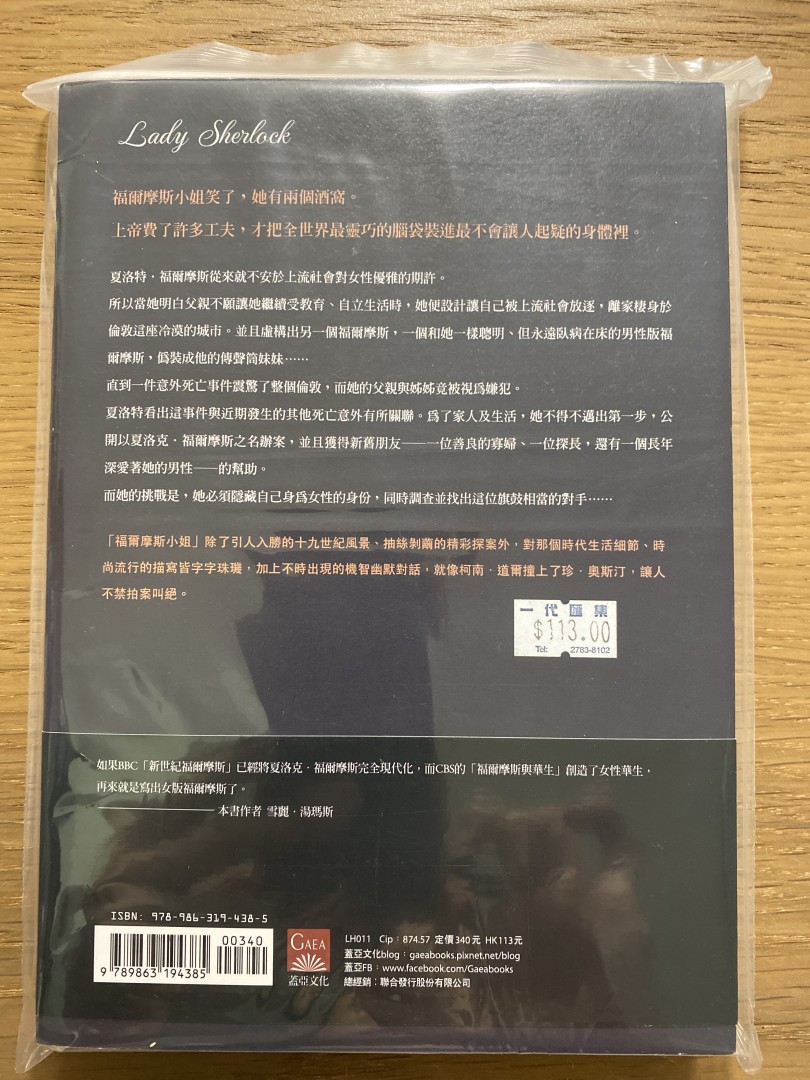 Lady Sherlock
福爾摩斯小姐笑了，她有兩個酒窩。
上帝費了許多工夫，才把全世界最靈巧的腦袋裝進最不會讓人起疑的身體裡。
夏洛特．福爾摩斯從來就不安於上流社會對女性優雅的期許。
所以當她明白父親不願讓她繼續受教育、自立生活時，她便設計讓自己被上流社會放逐，離家棲身於
倫敦這座冷漠的城市。並且虛構出另一個福爾摩斯，一個和她一樣聰明、但永遠臥病在床的男性版福
爾摩斯，偽裝成他的傳聲筒妹妹⋯⋯
直到一件意外死亡事件震驚了整個倫敦，而她的父親與姊姊竟被視為嫌犯。
夏洛特看出這事件與近期發生的其他死亡意外有所關聯。為了家人及生活，她不得不邁出第一步，公
開以夏洛克．福爾摩斯之名辦案，並且獲得新舊朋友──一位善良的寡婦、一位探長，還有一個長年
深愛著她的男性──的幫助。
而她的挑戰是，她必須隱藏自己身為女性的身份，同時調查並找出這位旗鼓相當的對手⋯⋯
「福爾摩斯小姐」除了引人入勝的十九世紀風景、抽絲剝繭的精彩探案外，對那個時代生活細節、時
尚流行的描寫皆字字珠璣，加上不時出現的機智幽默對話，就像柯南．道爾撞上了珍．奧斯汀，讓人
不禁拍案叫絕。
一代匯集
$113.00
Tel: 2783-8102
如果BBC「新世紀福爾摩斯」已經將夏洛克．福爾摩斯完全現代化，而CBS的「福爾摩斯與華生」創造了女性華生，
再來就是寫出女版福爾摩斯了。
──────本書作者 雪麗．湯瑪斯
ISBN: 978-986-319-438-5
00340
9 789863 194385
GAEA
蓋亞文化
LH011 Cip：874.57 定價340元 HK113元
蓋亞文化blog：gaeabooks.pixnet.net/blog
蓋亞FB：www.facebook.com/Gaeabooks
總經銷：聯合發行股份有限公司